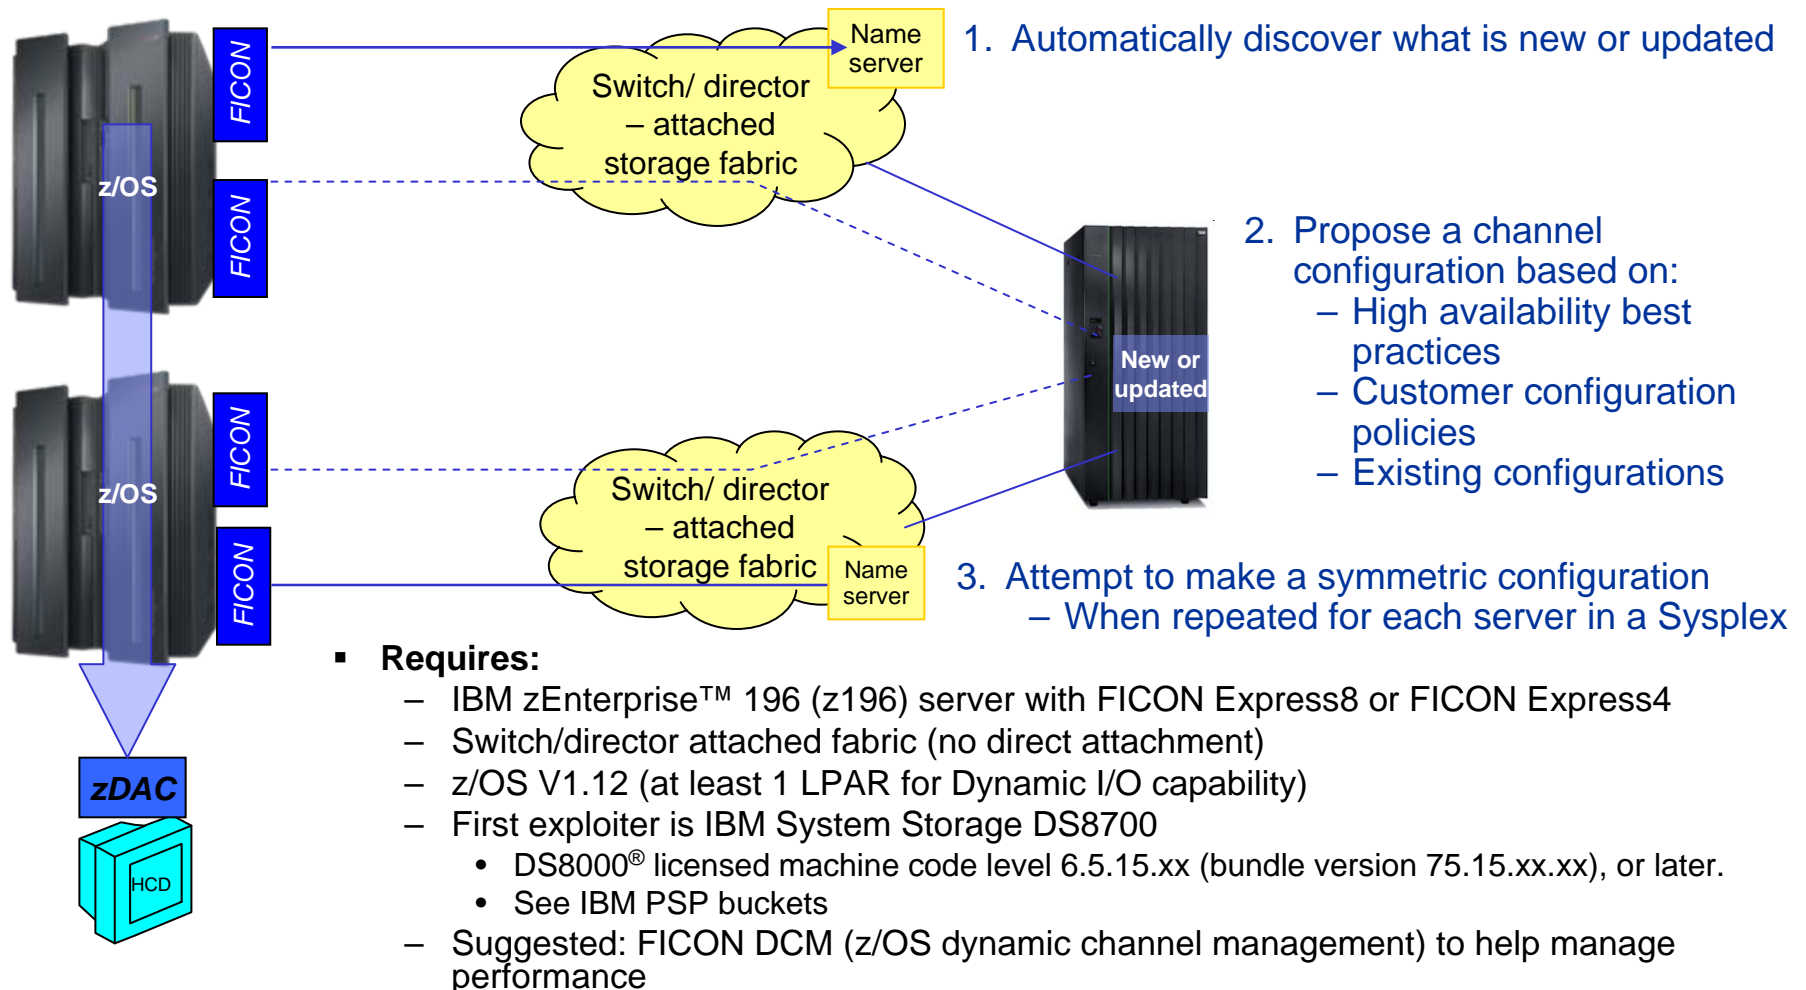 FICON
Name
server
1. Automatically discover what is new or updated
Switch/ director
– attached
storage fabric
z/OS
FICON
2. Propose a channel
configuration based on:
– High availability best
practices
– Customer configuration
policies
– Existing configurations
New or
updated
FICON
z/OS
Switch/ director
– attached
storage fabric
FICON
Name
server
3. Attempt to make a symmetric configuration
– When repeated for each server in a Sysplex
▪ Requires:
– IBM zEnterprise™ 196 (z196) server with FICON Express8 or FICON Express4
– Switch/director attached fabric (no direct attachment)
– z/OS V1.12 (at least 1 LPAR for Dynamic I/O capability)
– First exploiter is IBM System Storage DS8700
• DS8000® licensed machine code level 6.5.15.xx (bundle version 75.15.xx.xx), or later.
• See IBM PSP buckets
– Suggested: FICON DCM (z/OS dynamic channel management) to help manage
performance
zDAC
HCD